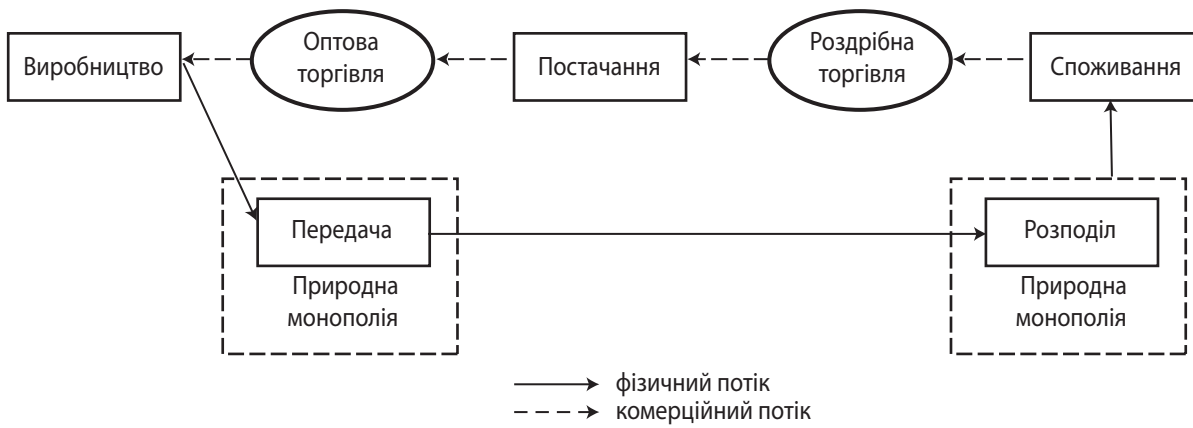 Виробництво
Оптова
торгівля
Постачання
Роздрібна
торгівля
Споживання
Передача
Природна
монополія
Розподіл
Природна
монополія
фізичний потік
комерційний потік